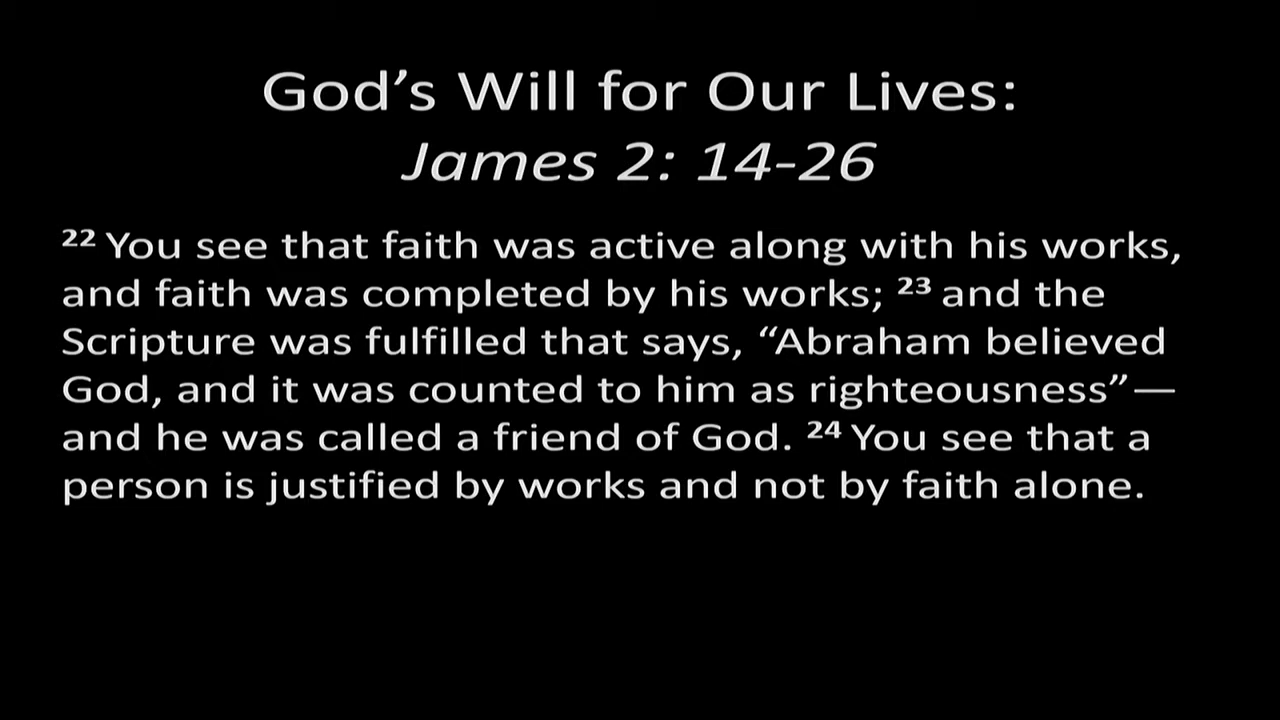 God’s Will for Our Lives:
James 2: 14-26
²² You see that faith was active along with his works,
and faith was completed by his works; ²³ and the
Scripture was fulfilled that says, “Abraham believed
God, and it was counted to him as righteousness”—
and he was called a friend of God. ²⁴ You see that a
person is justified by works and not by faith alone.